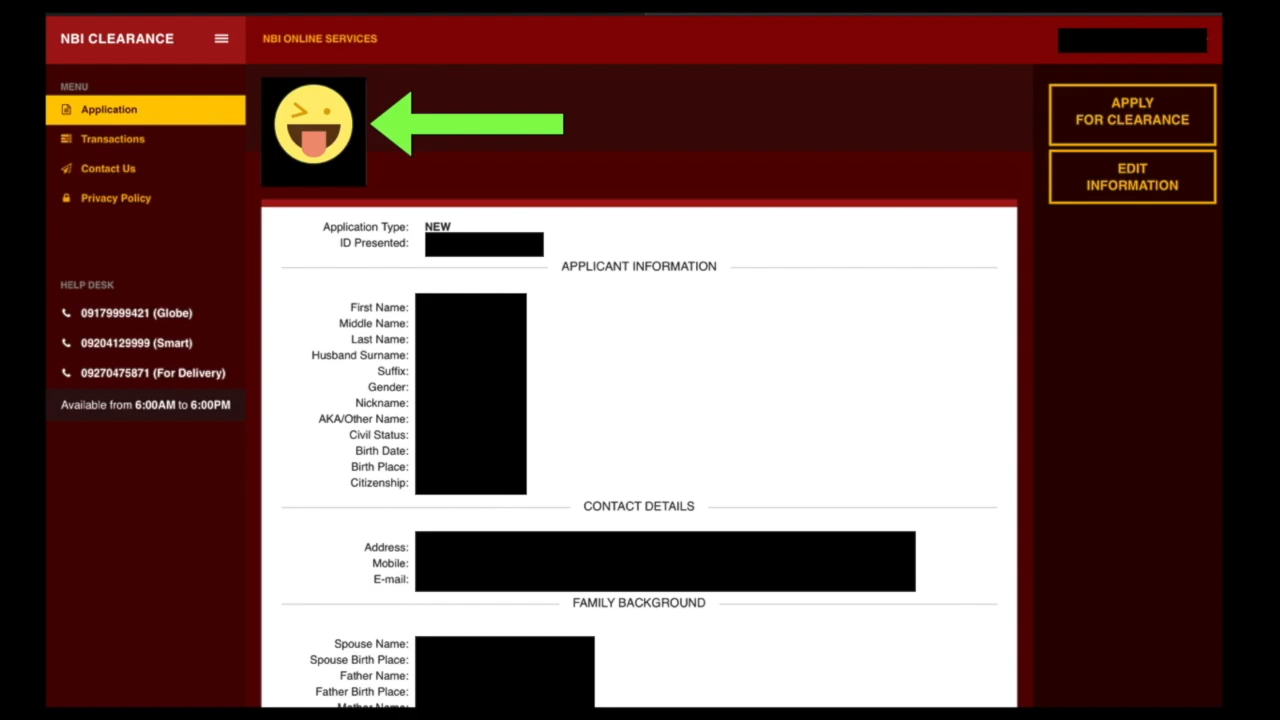 NBI CLEARANCE
NBI ONLINE SERVICES
MENU
Application
Transactions
Contact Us
Privacy Policy
HELP DESK
09179999421 (Globe)
09204129999 (Smart)
09270475871 (For Delivery)
Available from 6:00AM to 6:00PM
APPLY
FOR CLEARANCE
EDIT
INFORMATION
Application Type: NEW
ID Presented:
APPLICANT INFORMATION
First Name:
Middle Name:
Last Name:
Husband Surname:
Suffix:
Gender:
Nickname:
AKA/Other Name:
Civil Status:
Birth Date:
Birth Place:
Citizenship:
CONTACT DETAILS
Address:
Mobile:
E-mail:
FAMILY BACKGROUND
Spouse Name:
Spouse Birth Place:
Father Name:
Father Birth Place:
Mother Name: